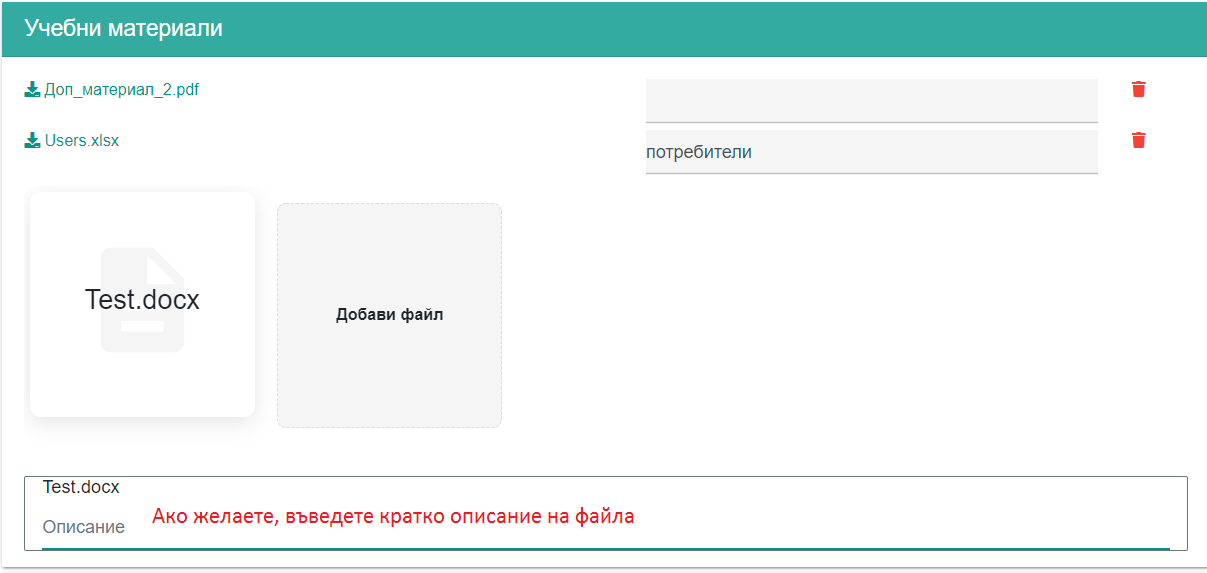 Учебни материали
Доп_материал_2.pdf
Users.xlsx
потребители
Test.docx
Добави файл
Test.docx
Описание
Ако желаете, въведете кратко описание на файла